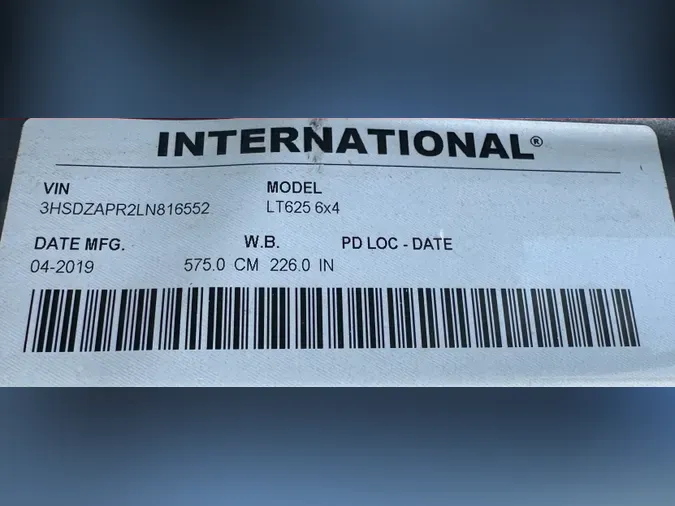 INTERNATIONAL®
VIN MODEL
3HSDZAPR2LN816552 LT625 6x4
DATE MFG. W.B. PD LOC - DATE
04-2019 575.0 CM 226.0 IN